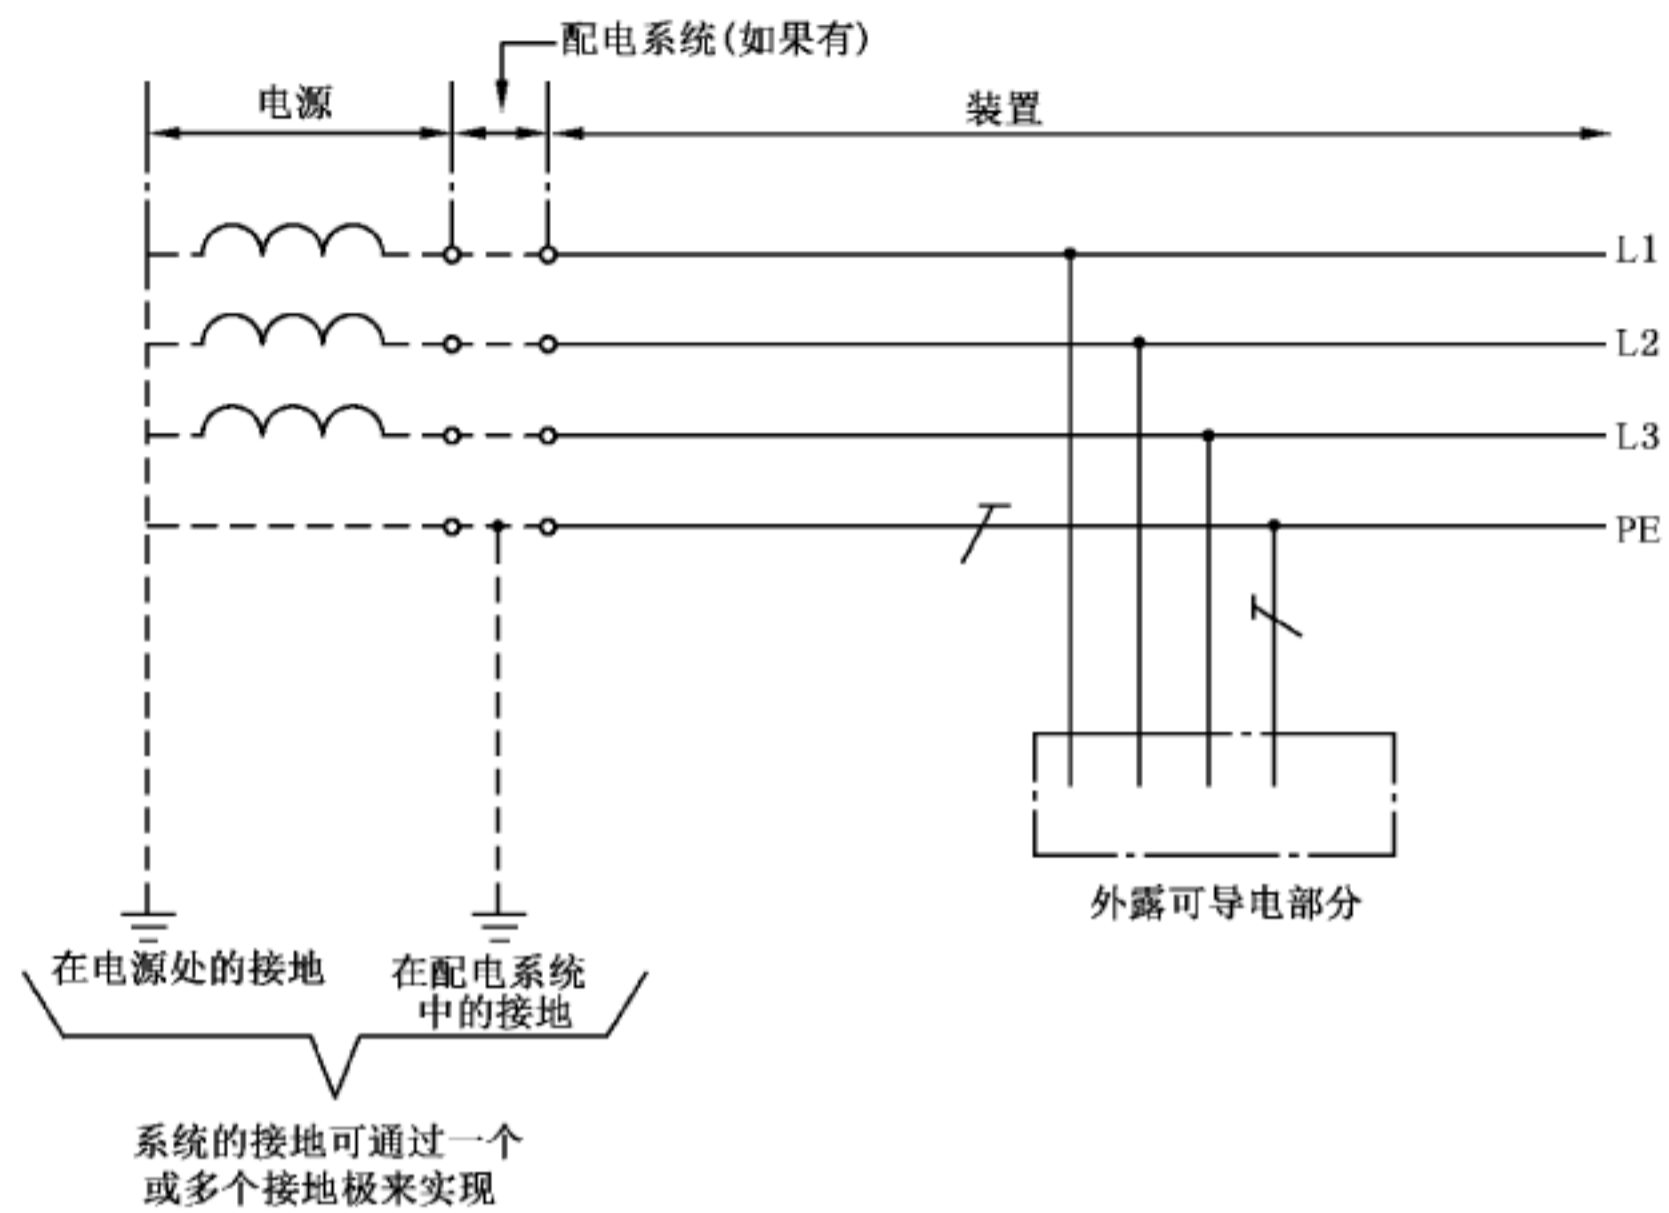 配电系统(如果有)
电源
装置
L1
L2
L3
PE
外露可导电部分
在电源处的接地
在配电系统
中的接地
系统的接地可通过一个
或多个接地极来实现